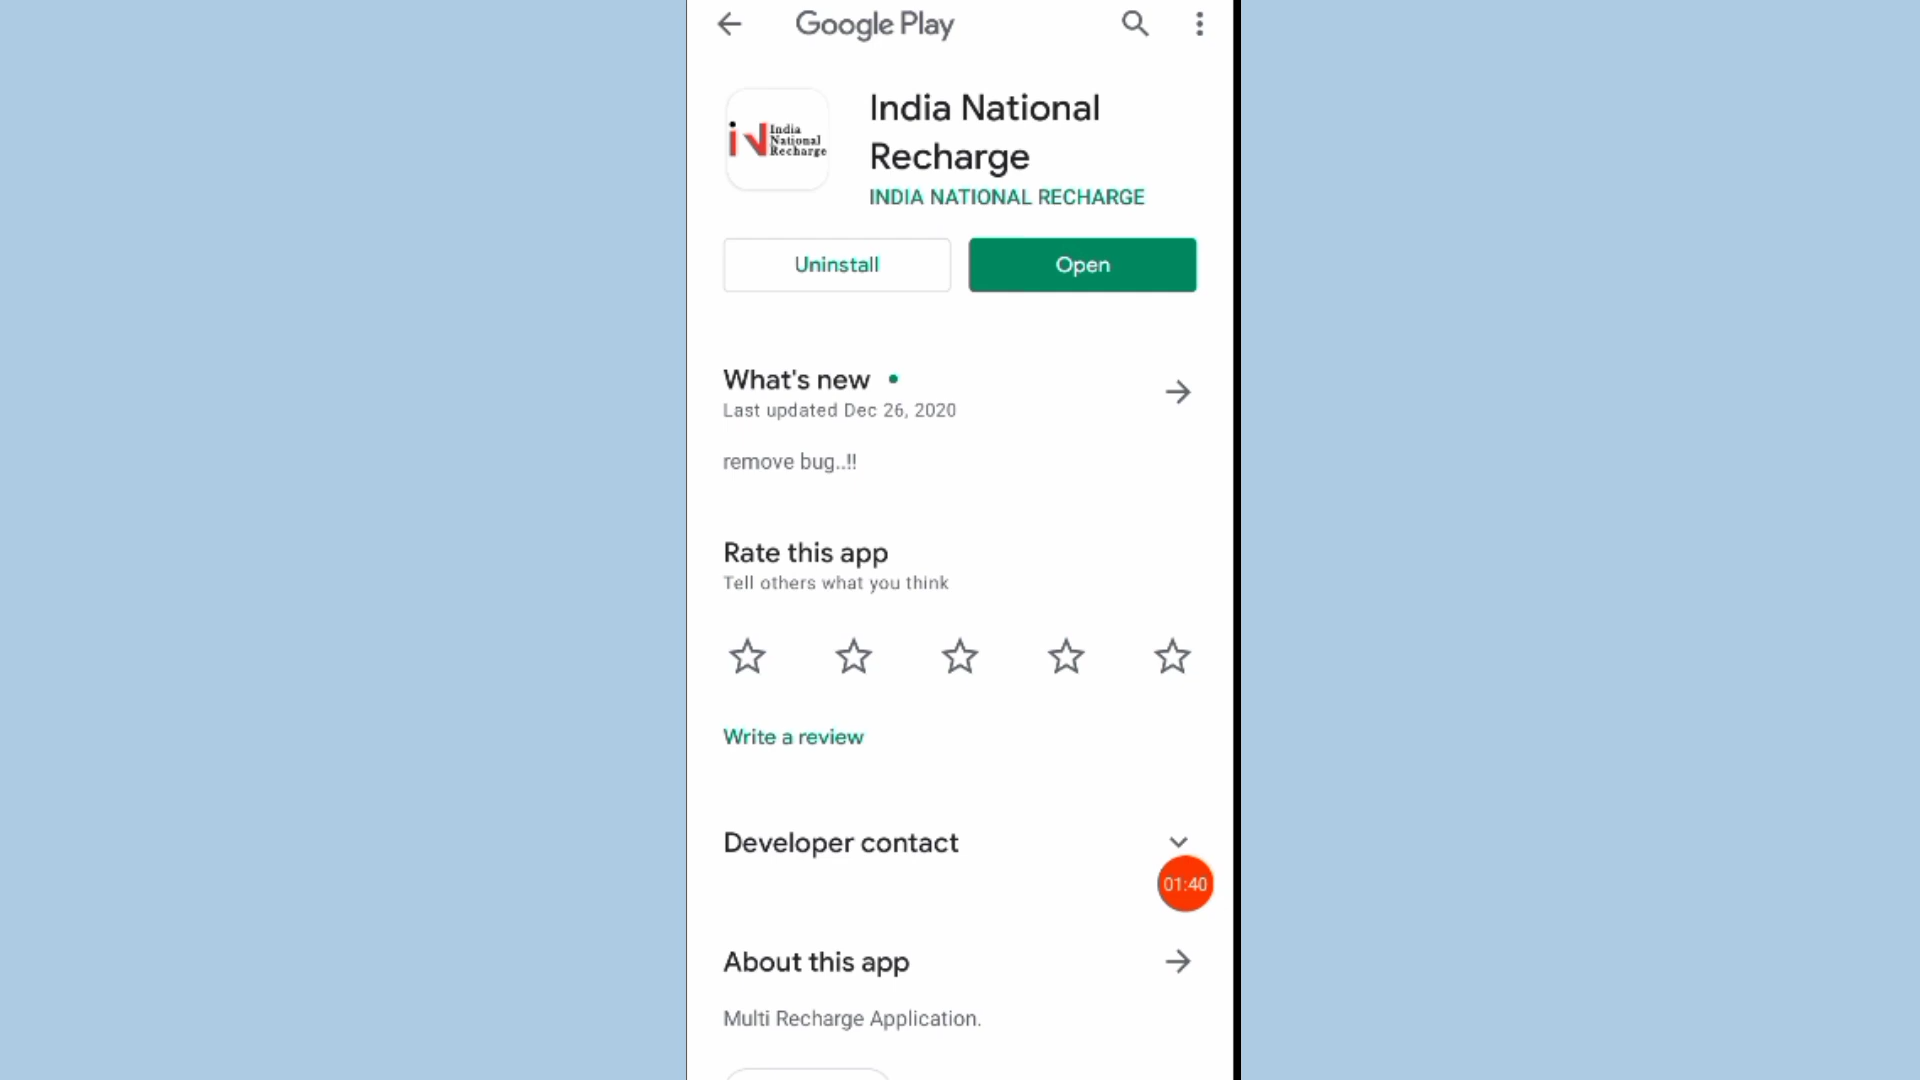 Google Play
India National
Recharge
India
National
Recharge
INDIA NATIONAL RECHARGE
Uninstall
Open
What's new
Last updated Dec 26, 2020
remove bug..!!
Rate this app
Tell others what you think
Write a review
Developer contact
01:40
About this app
Multi Recharge Application.